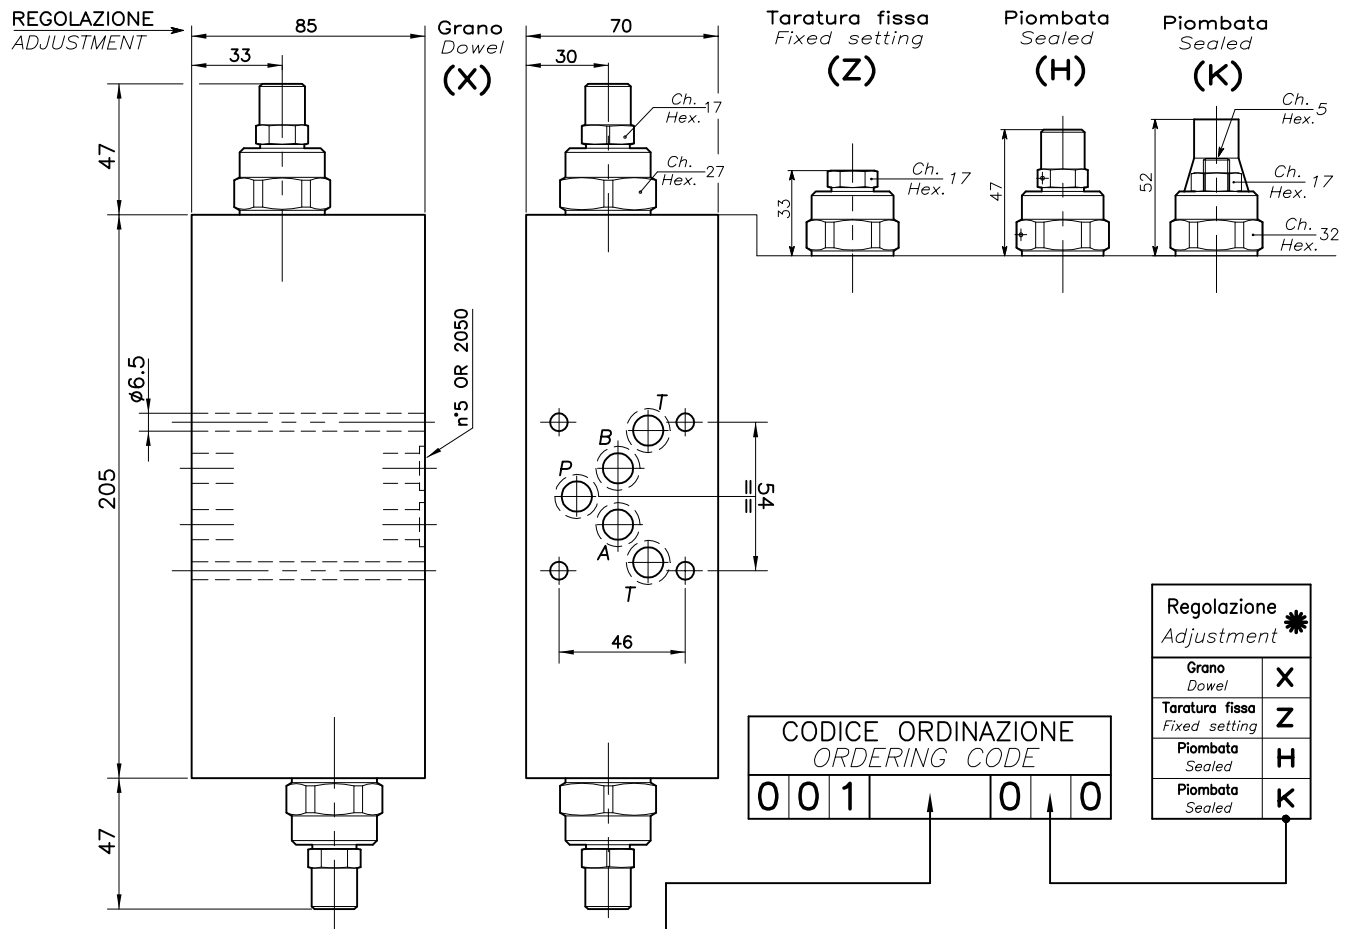 REGOLAZIONE
ADJUSTMENT
85
33
47
Grano
Dowel
(X)
70
30
Ch. 17
Hex.
Ch. 27
Hex.
Taratura fissa
Fixed setting
(Z)
33
Ch. 17
Hex.
Piombata
Sealed
(H)
47
Piombata
Sealed
(K)
52
Ch. 5
Hex.
Ch. 17
Hex.
Ch. 32
Hex.
ø6.5
205
n°5 OR 2050
47
T
B
P
A
T
54
==
46
Regolazione
Adjustment
Grano
Dowel
X
Taratura fissa
Fixed setting
Z
Piombata
Sealed
H
Piombata
Sealed
K
CODICE ORDINAZIONE
ORDERING CODE
0 0 1 0 0